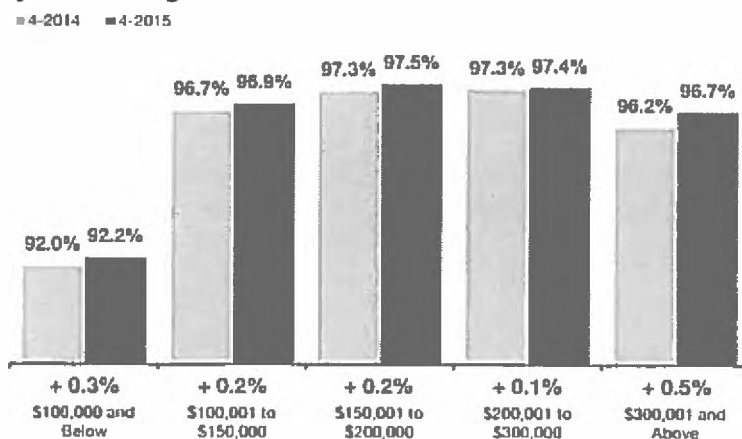 4-2014 4-2015
92.0% 92.2% 96.7% 96.9% 97.3% 97.5% 97.3% 97.4% 96.2% 96.7%
+ 0.3% + 0.2% + 0.2% + 0.1% + 0.5%
$100,000 and $100,001 to $150,001 to $200,001 to $300,001 and
Below $150,000 $200,000 $300,000 Above